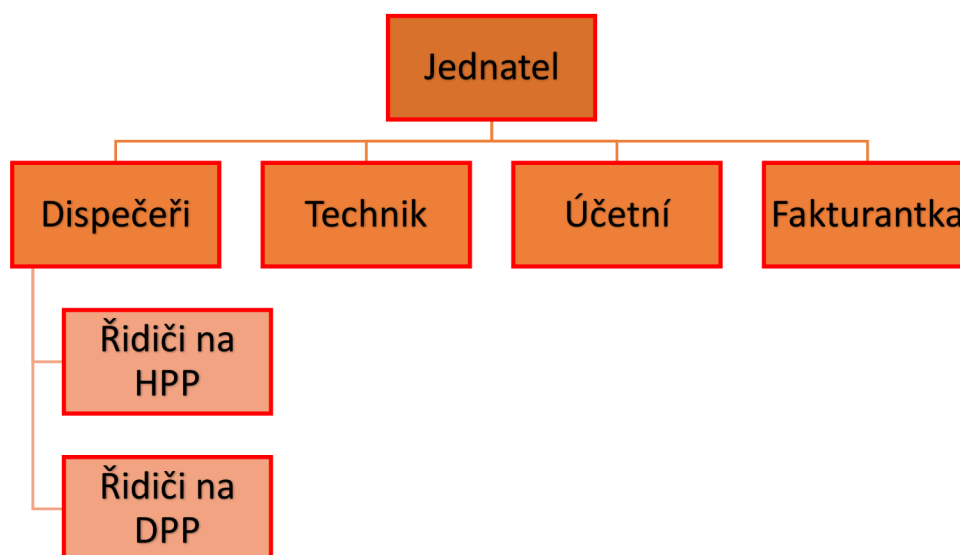 Jednatel
Dispečeři
Technik
Účetní
Fakturantka
Řidiči na
HPP
Řidiči na
DPP